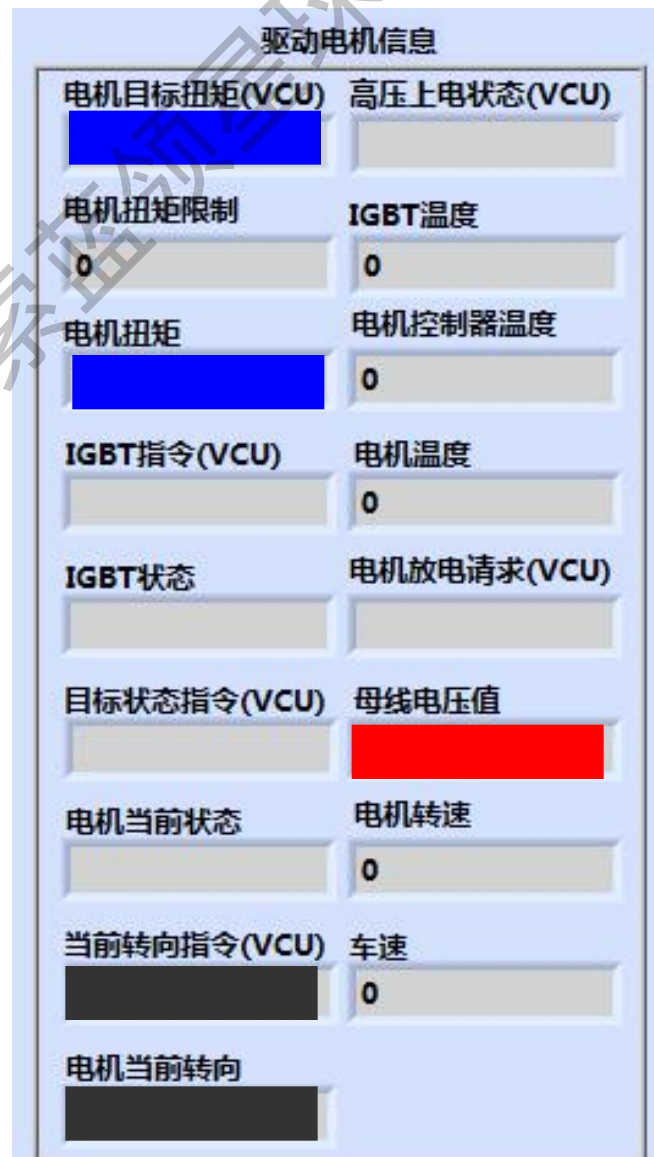 驱动电机信息
电机目标扭矩(VCU) 高压上电状态(VCU)
电机扭矩限制 IGBT温度
0 0
电机扭矩 电机控制器温度
0
IGBT指令(VCU) 电机温度
0
IGBT状态 电机放电请求(VCU)
目标状态指令(VCU) 母线电压值
电机当前状态 电机转速
0
当前转向指令(VCU) 车速
0
电机当前转向